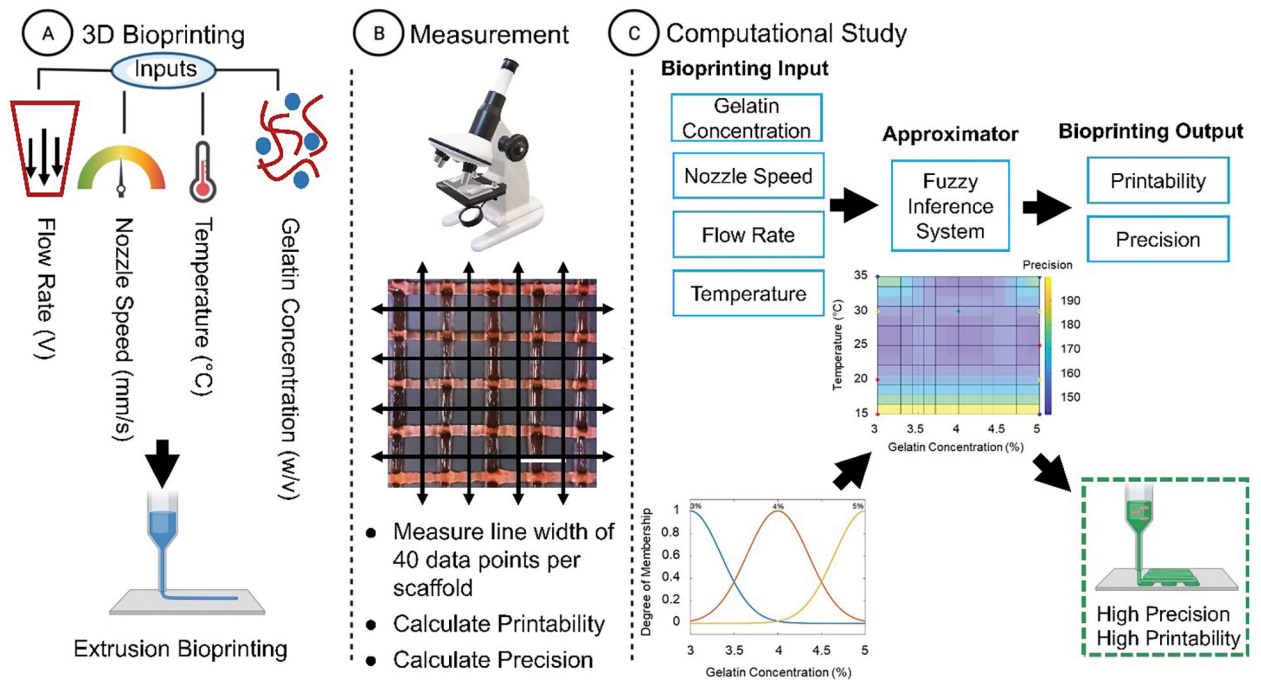 A 3D Bioprinting
Inputs
Flow Rate (V)
Nozzle Speed (mm/s)
Temperature (°C)
Gelatin Concentration (w/v)
Extrusion Bioprinting
B Measurement
● Measure line width of
40 data points per
scaffold
● Calculate Printability
● Calculate Precision
C Computational Study
Bioprinting Input
Gelatin
Concentration
Nozzle Speed
Flow Rate
Temperature
Approximator
Fuzzy
Inference
System
Bioprinting Output
Printability
Precision
Precision
35
30
25
20
15
Temperature (°C)
3 3.5 4 4.5 5
Gelatin Concentration (%)
190
180
170
160
150
3% 4% 5%
1
0.8
0.6
0.4
0.2
0
Degree of Membership
3 3.5 4 4.5 5
Gelatin Concentration (%)
High Precision
High Printability